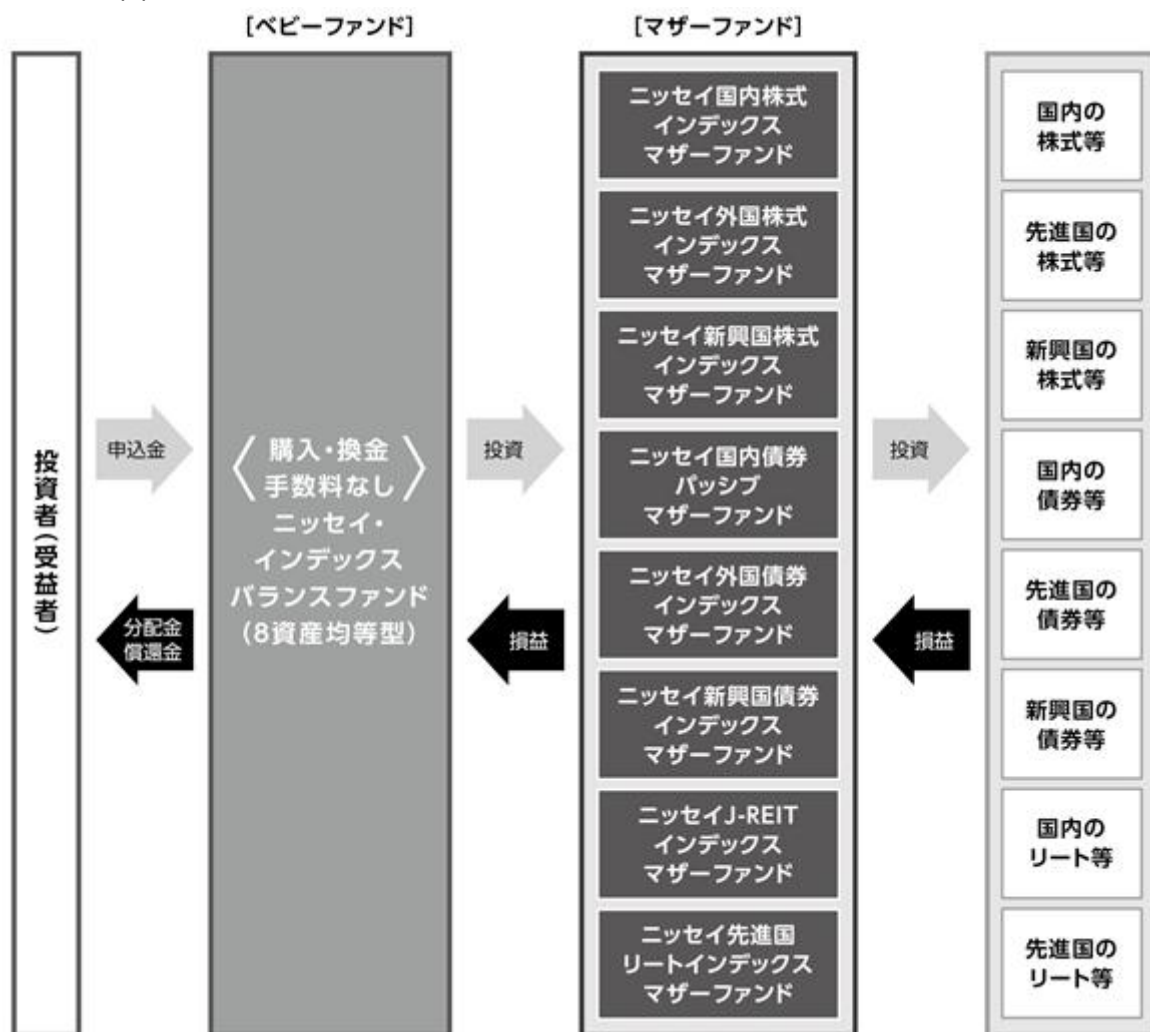 [ベビーファンド]
[マザーファンド]
投資者(受益者)
申込金
分配金
償還金
〈購入・換金
手数料なし〉
ニッセイ・
インデックス
バランスファンド
(8資産均等型)
投資
損益
ニッセイ国内株式
インデックス
マザーファンド
ニッセイ外国株式
インデックス
マザーファンド
ニッセイ新興国株式
インデックス
マザーファンド
ニッセイ国内債券
パッシブ
マザーファンド
ニッセイ外国債券
インデックス
マザーファンド
ニッセイ新興国債券
インデックス
マザーファンド
ニッセイJ-REIT
インデックス
マザーファンド
ニッセイ先進国
リートインデックス
マザーファンド
投資
損益
国内の
株式等
先進国の
株式等
新興国の
株式等
国内の
債券等
先進国の
債券等
新興国の
債券等
国内の
リート等
先進国の
リート等